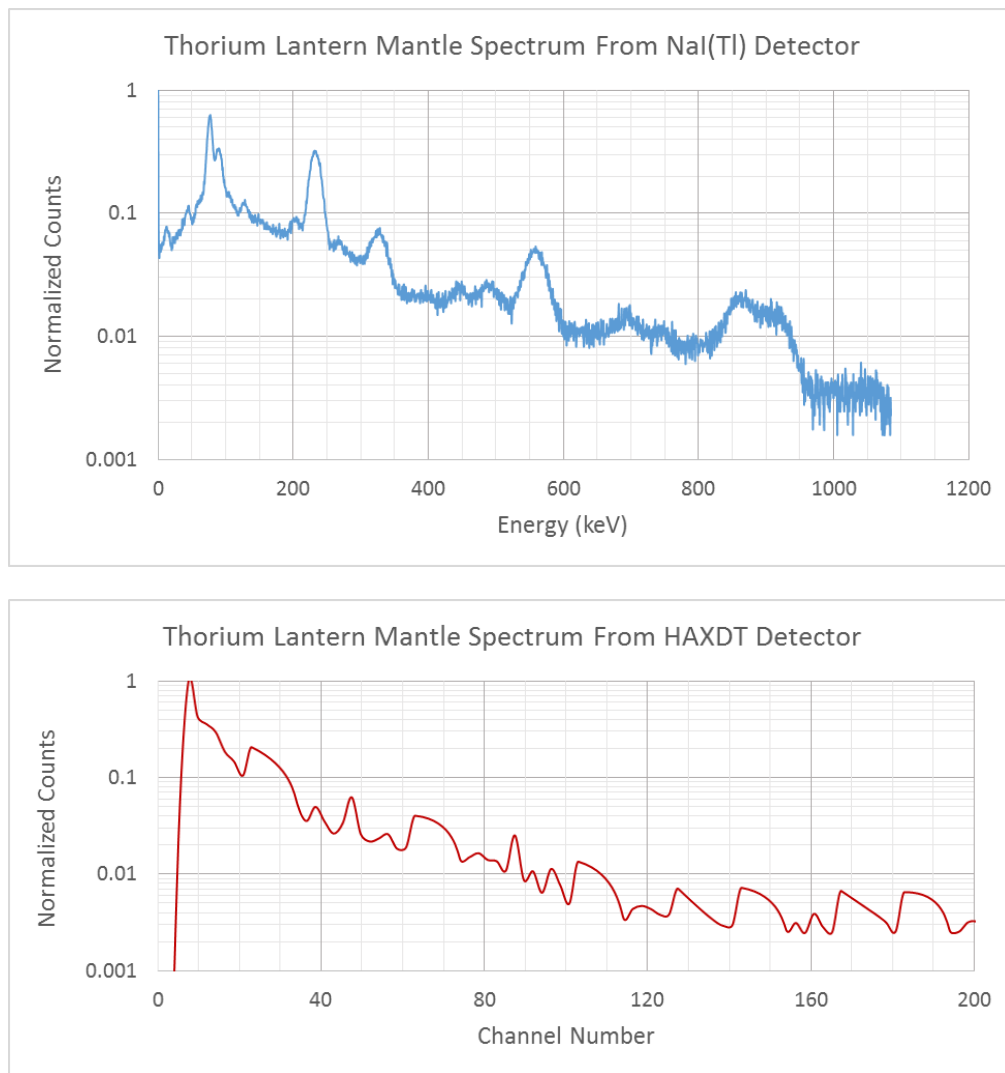 Thorium Lantern Mantle Spectrum From NaI(Tl) Detector
1
0.1
0.01
0.001
Normalized Counts
0 200 400 600 800 1000 1200
Energy (keV)
Thorium Lantern Mantle Spectrum From HAXDT Detector
1
0.1
0.01
0.001
Normalized Counts
0 40 80 120 160 200
Channel Number